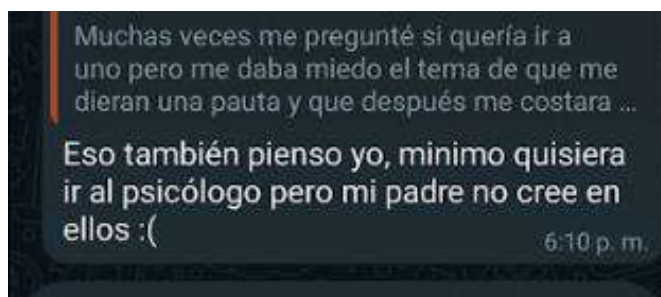 Muchas veces me pregunté si quería ir a
uno pero me daba miedo el tema de que me
dieran una pauta y que después me costara ...
Eso también pienso yo, minimo quisiera
ir al psicólogo pero mi padre no cree en
ellos :(
6:10 p. m.